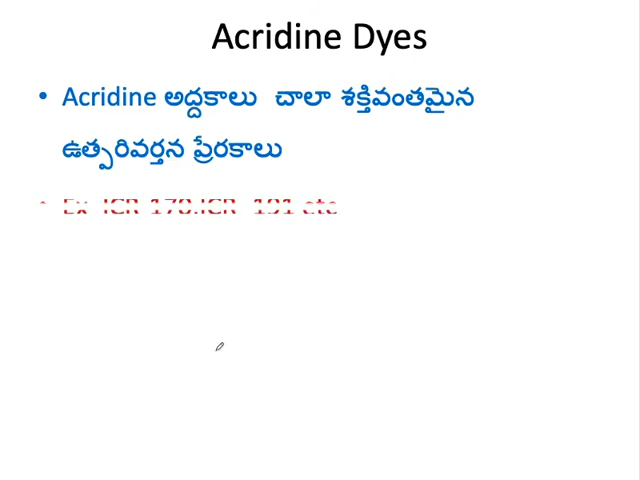 Acridine Dyes
• Acridine అద్దకాలు చాలా శక్తివంతమైన
ఉత్పరివర్తన ప్రేరకాలు
• Ex ICR 170.ICR 191 etc